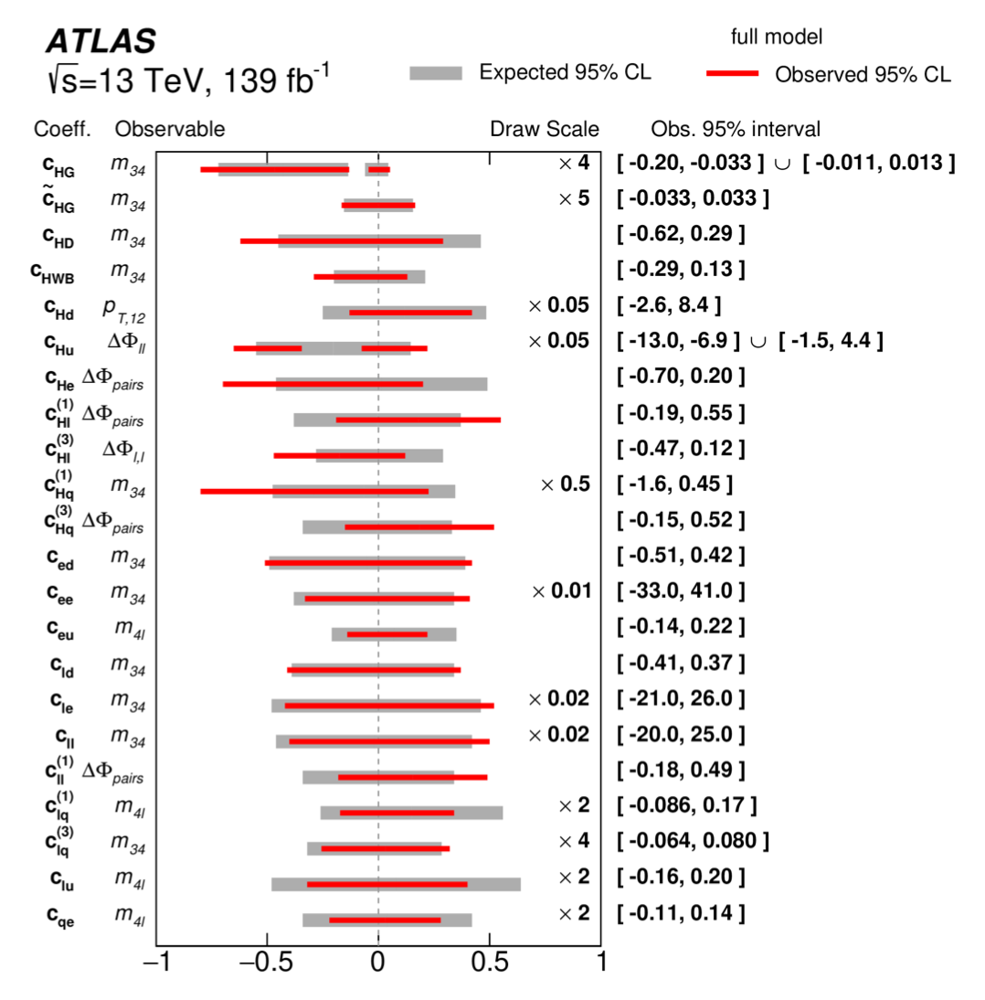 ATLAS
full model
√s=13 TeV, 139 fb⁻¹
Expected 95% CL
Observed 95% CL
Coeff. Observable Draw Scale Obs. 95% interval
c_HG m_34 × 4 [ -0.20, -0.033 ] ∪ [ -0.011, 0.013 ]
c̃_HG m_34 × 5 [ -0.033, 0.033 ]
c_HD m_34 [ -0.62, 0.29 ]
c_HWB m_34 [ -0.29, 0.13 ]
c_Hd p_T,12 × 0.05 [ -2.6, 8.4 ]
c_Hu ΔΦ_ll × 0.05 [ -13.0, -6.9 ] ∪ [ -1.5, 4.4 ]
c_He ΔΦ_pairs [ -0.70, 0.20 ]
c_Hl^(1) ΔΦ_pairs [ -0.19, 0.55 ]
c_Hl^(3) ΔΦ_l,l [ -0.47, 0.12 ]
c_Hq^(1) m_34 × 0.5 [ -1.6, 0.45 ]
c_Hq^(3) ΔΦ_pairs [ -0.15, 0.52 ]
c_ed m_34 [ -0.51, 0.42 ]
c_ee m_34 × 0.01 [ -33.0, 41.0 ]
c_eu m_4l [ -0.14, 0.22 ]
c_ld m_34 [ -0.41, 0.37 ]
c_le m_34 × 0.02 [ -21.0, 26.0 ]
c_ll m_34 × 0.02 [ -20.0, 25.0 ]
c_ll^(1) ΔΦ_pairs [ -0.18, 0.49 ]
c_lq^(1) m_4l × 2 [ -0.086, 0.17 ]
c_lq^(3) m_34 × 4 [ -0.064, 0.080 ]
c_lu m_4l × 2 [ -0.16, 0.20 ]
c_qe m_4l × 2 [ -0.11, 0.14 ]
−1 −0.5 0 0.5 1